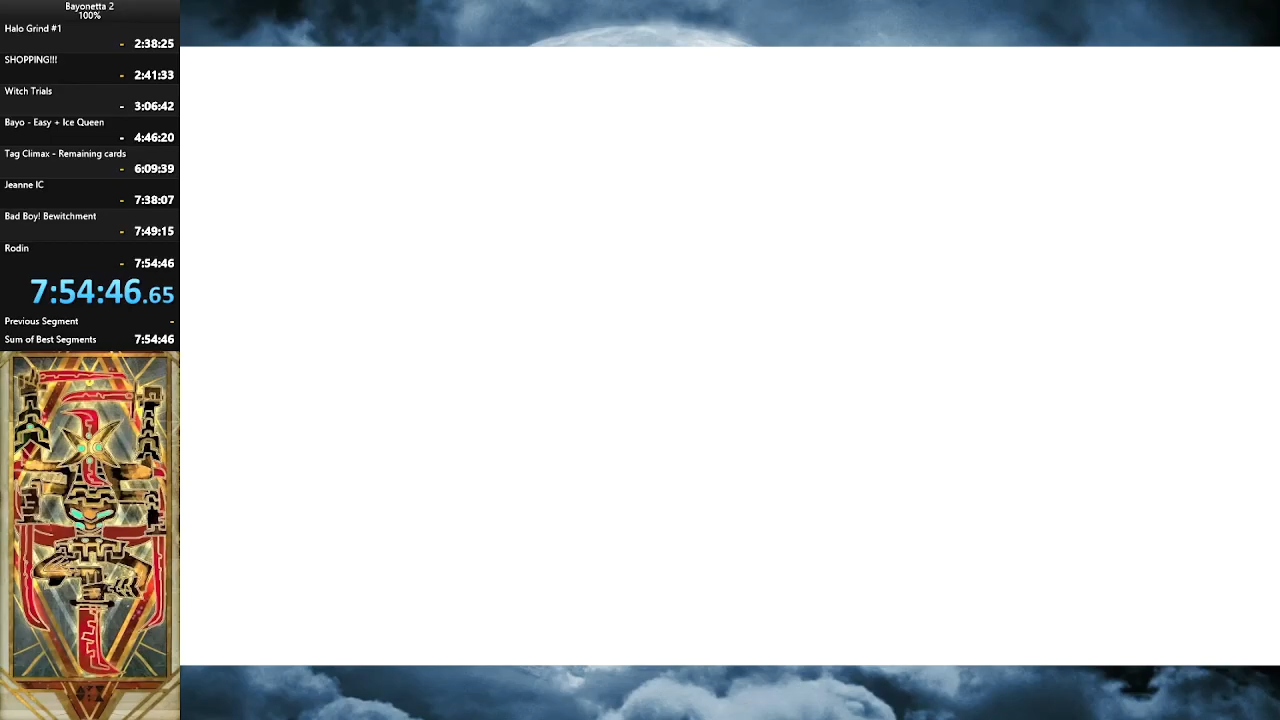 Bayonetta 2
100%
Halo Grind #1
- 2:38:25
SHOPPING!!!
- 2:41:33
Witch Trials
- 3:06:42
Bayo - Easy + Ice Queen
- 4:46:20
Tag Climax - Remaining cards
- 6:09:39
Jeanne IC
- 7:38:07
Bad Boy! Bewitchment
- 7:49:15
Rodin
- 7:54:46
7:54:46.65
Previous Segment -
Sum of Best Segments 7:54:46